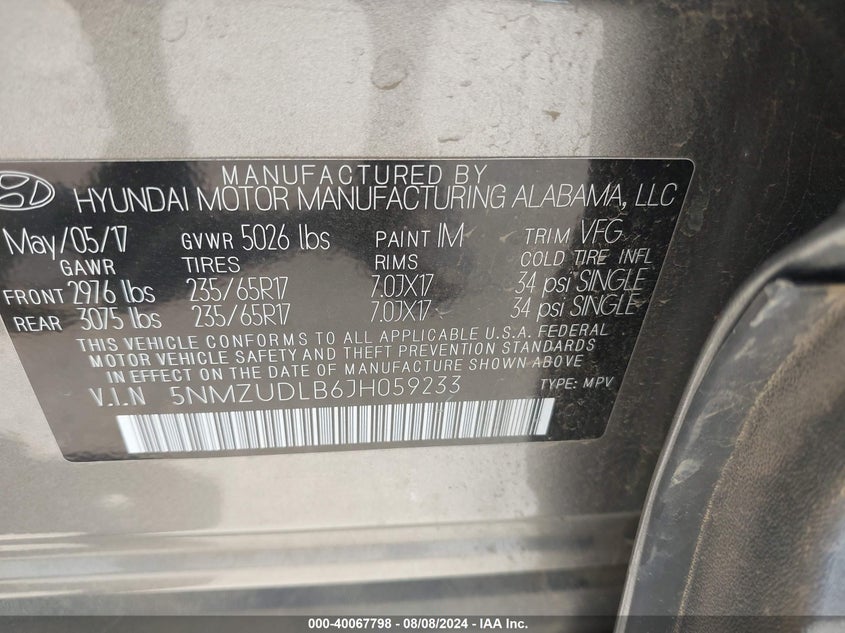 MANUFACTURED BY
HYUNDAI MOTOR MANUFACTURING ALABAMA, LLC
May/05/17 GVWR 5026 lbs PAINT IM TRIM VFG
GAWR TIRES RIMS COLD TIRE INFL
FRONT 2976 lbs 235/65R17 7.0JX17 34 psi SINGLE
REAR 3075 lbs 235/65R17 7.0JX17 34 psi SINGLE
THIS VEHICLE CONFORMS TO ALL APPLICABLE U.S.A. FEDERAL
MOTOR VEHICLE SAFETY AND THEFT PREVENTION STANDARDS
IN EFFECT ON THE DATE OF MANUFACTURE SHOWN ABOVE
V.I.N 5NMZUDLB6JH059233 TYPE: MPV
000-40067798 - 08/08/2024 - IAA Inc.